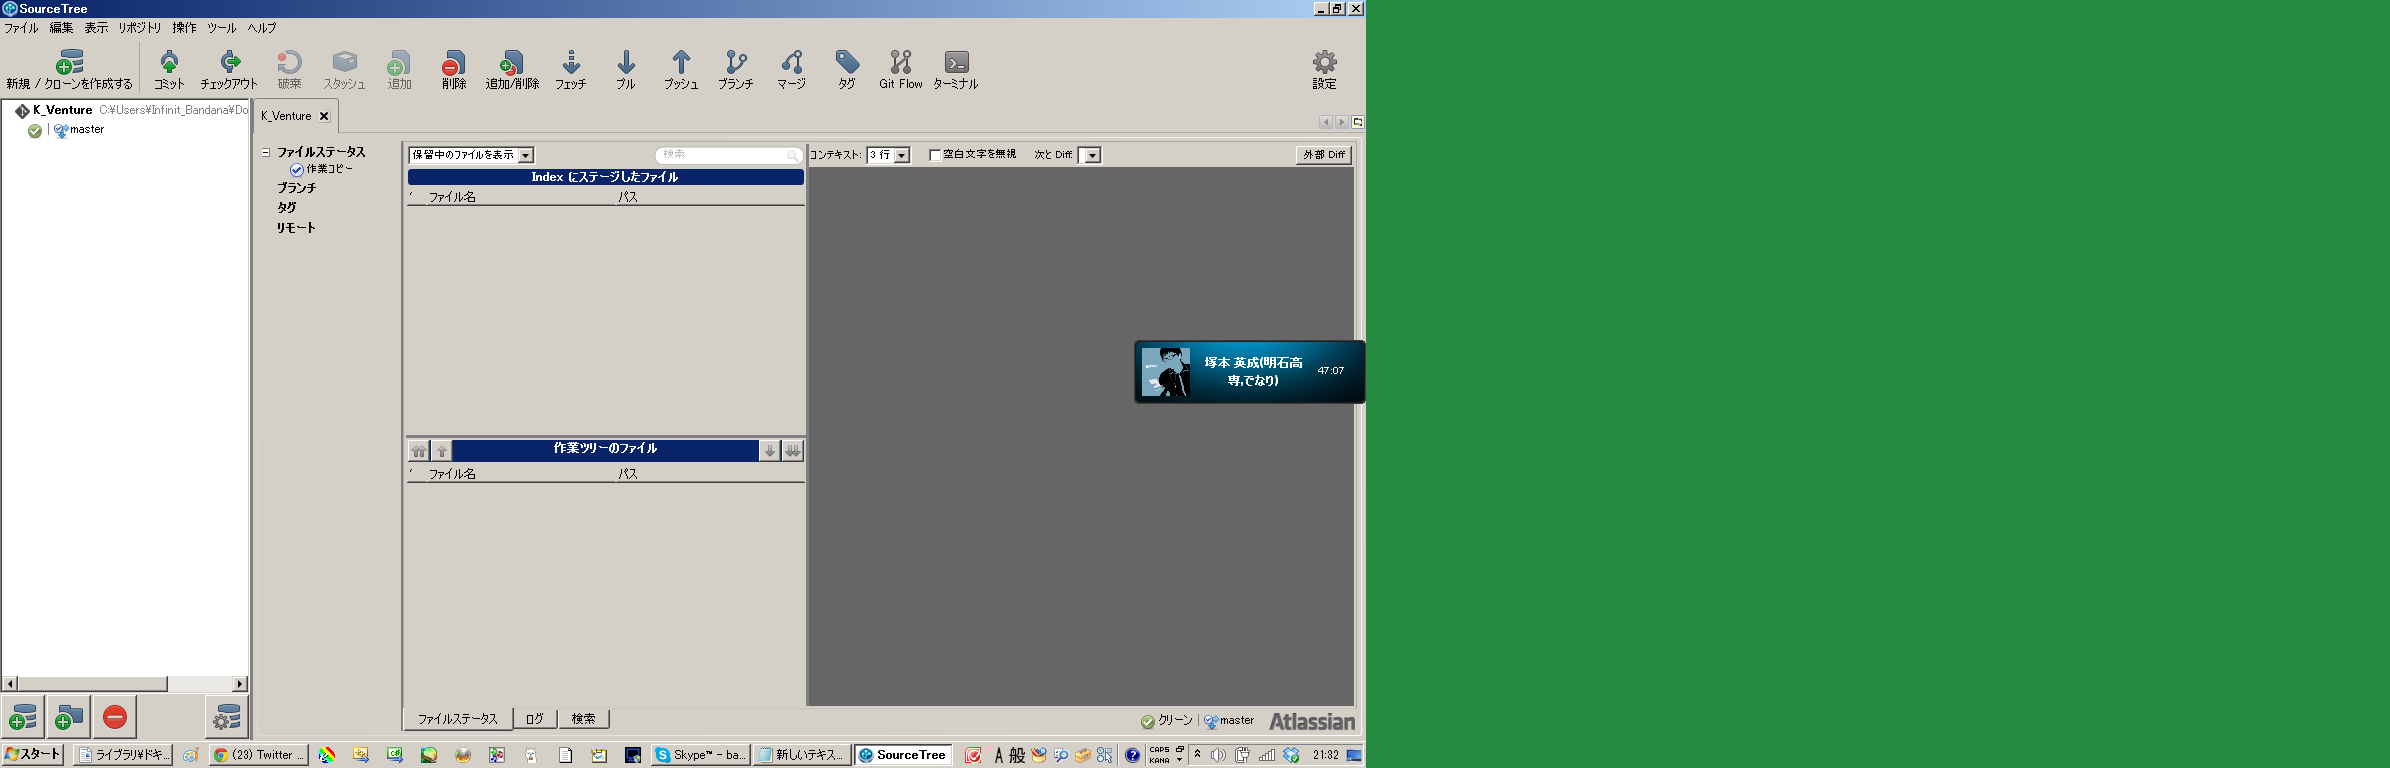 SourceTree
ファイル 編集 表示 リポジトリ 操作 ツール ヘルプ
新規 / クローンを作成する コミット チェックアウト 破棄 スタッシュ 追加 削除 追加/削除 フェッチ プル プッシュ ブランチ マージ タグ Git Flow ターミナル 設定
K_Venture C:¥Users¥Infinit_Bandana¥Do
master
K_Venture
ファイルステータス
作業コピー
ブランチ
タグ
リモート
保留中のファイルを表示 検索
Index にステージしたファイル
ファイル名 パス
作業ツリーのファイル
ファイル名 パス
コンテキスト: 3 行 空白文字を無視 次と Diff: 外部 Diff
塚本 英成(明石高
専,でなり)
47:07
ファイルステータス ログ 検索
クリーン master Atlassian
スタート ライブラリ¥ドキ... (23) Twitter ... Skype™ - ba... 新しいテキス... SourceTree A 般 CAPS KANA 21:32